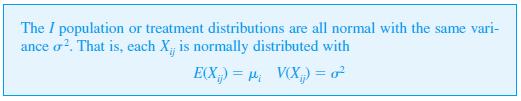 The I population or treatment distributions are all normal with the same vari-
ance σ². That is, each Xᵢⱼ is normally distributed with
E(Xᵢⱼ) = μᵢ V(Xᵢⱼ) = σ²